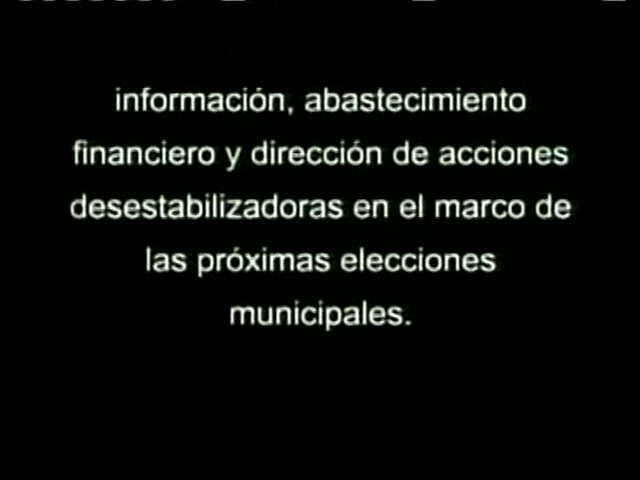 información, abastecimiento
financiero y dirección de acciones
desestabilizadoras en el marco de
las próximas elecciones
municipales.